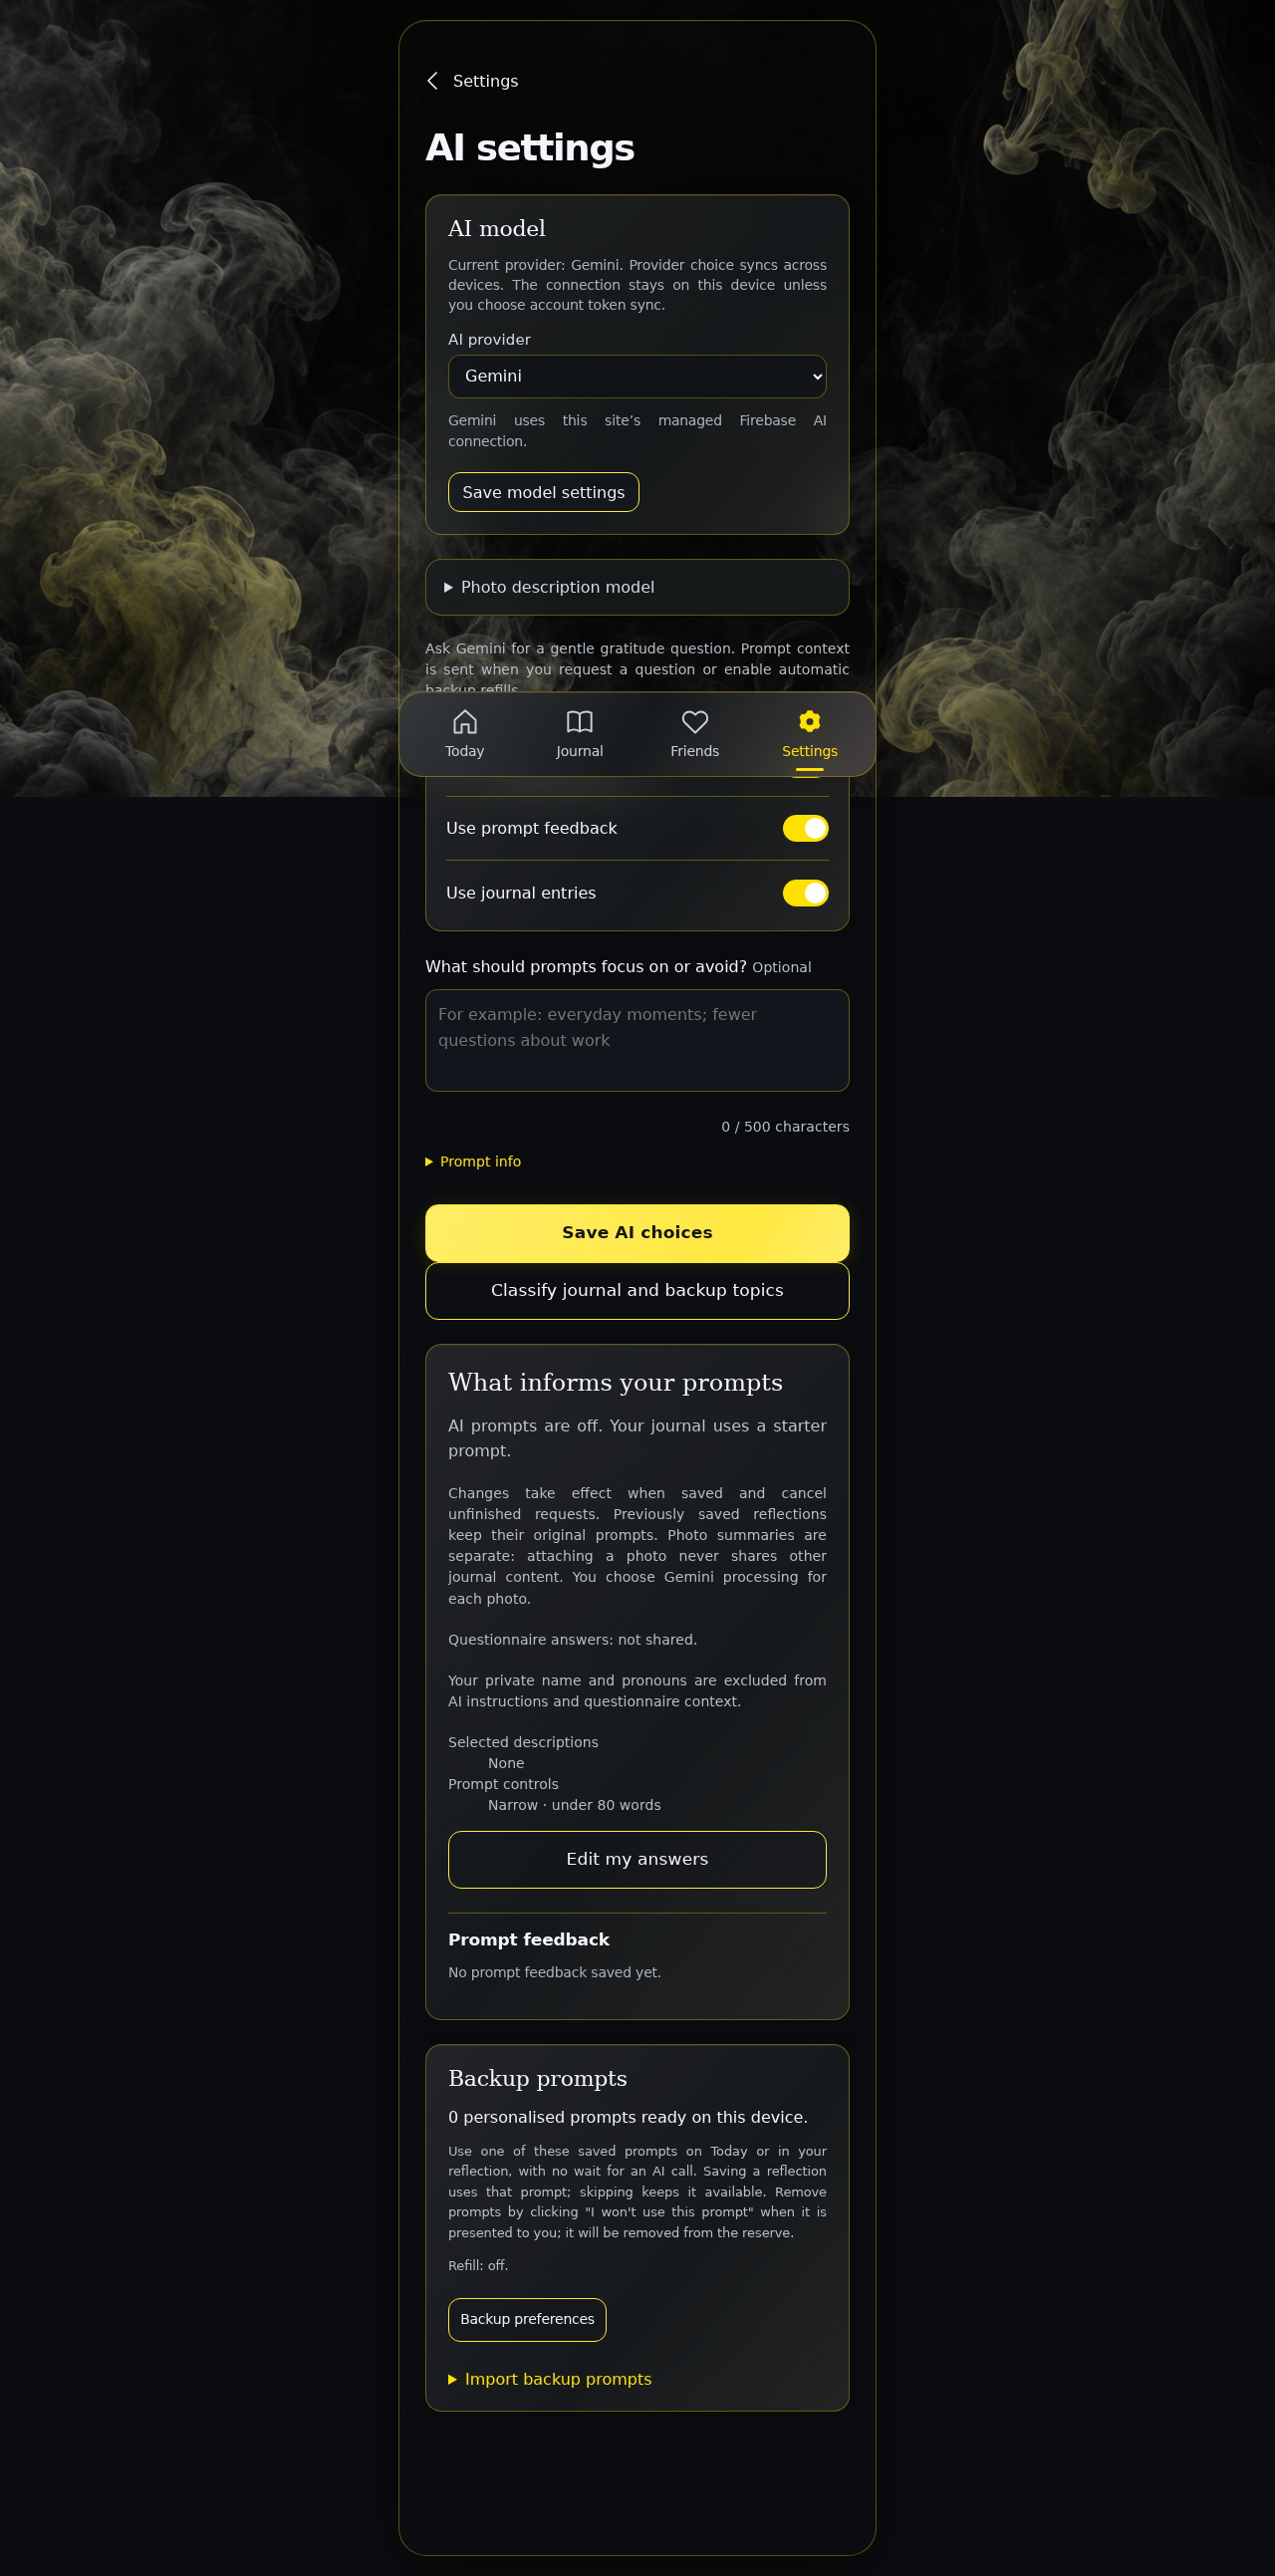 Settings
AI settings
AI model
Current provider: Gemini. Provider choice syncs across
devices. The connection stays on this device unless
you choose account token sync.
AI provider
Gemini
Gemini uses this site’s managed Firebase AI
connection.
Save model settings
Photo description model
Ask Gemini for a gentle gratitude question. Prompt context
is sent when you request a question or enable automatic
backup refills.
Today
Journal
Friends
Settings
Use prompt feedback
Use journal entries
What should prompts focus on or avoid? Optional
For example: everyday moments; fewer
questions about work
0 / 500 characters
Prompt info
Save AI choices
Classify journal and backup topics
What informs your prompts
AI prompts are off. Your journal uses a starter
prompt.
Changes take effect when saved and cancel
unfinished requests. Previously saved reflections
keep their original prompts. Photo summaries are
separate: attaching a photo never shares other
journal content. You choose Gemini processing for
each photo.
Questionnaire answers: not shared.
Your private name and pronouns are excluded from
AI instructions and questionnaire context.
Selected descriptions
None
Prompt controls
Narrow · under 80 words
Edit my answers
Prompt feedback
No prompt feedback saved yet.
Backup prompts
0 personalised prompts ready on this device.
Use one of these saved prompts on Today or in your
reflection, with no wait for an AI call. Saving a reflection
uses that prompt; skipping keeps it available. Remove
prompts by clicking "I won't use this prompt" when it is
presented to you; it will be removed from the reserve.
Refill: off.
Backup preferences
Import backup prompts